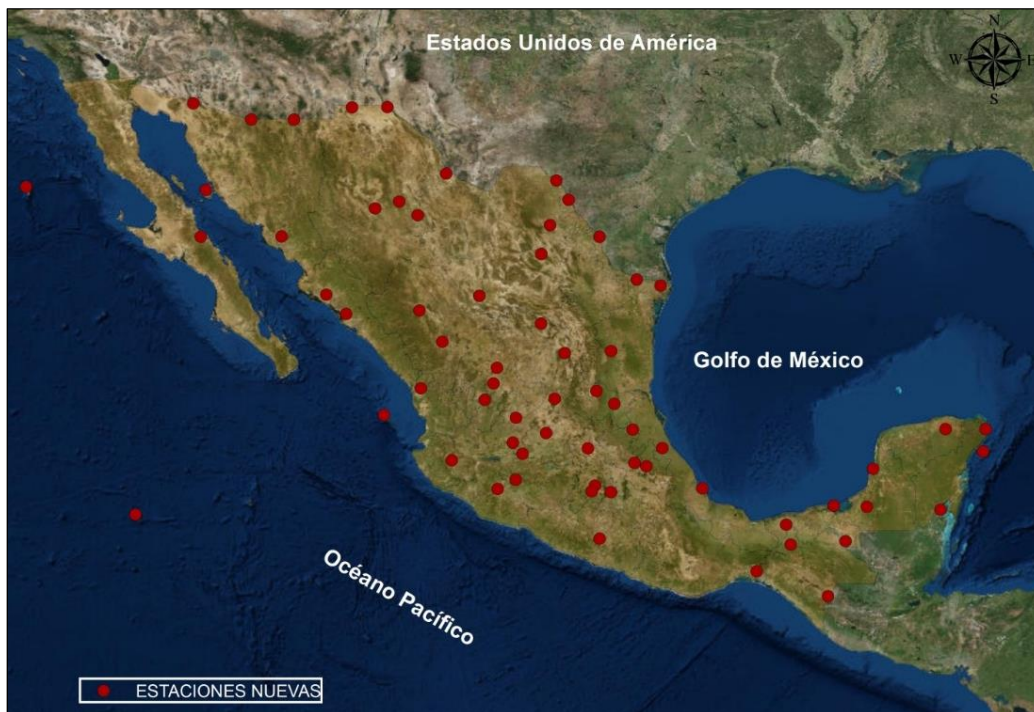 Estados Unidos de América
N
W E
S
Golfo de México
Océano Pacífico
ESTACIONES NUEVAS